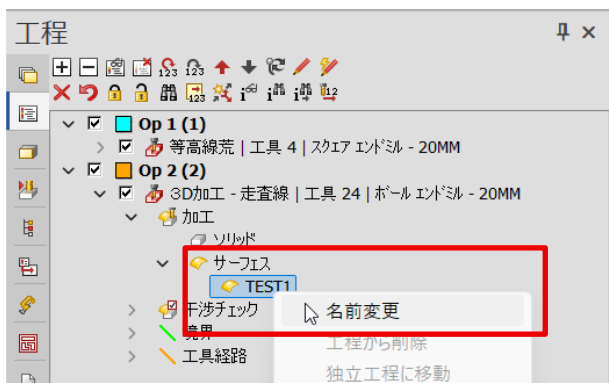 工程
123 123
123 i i i 12
Op 1 (1)
等高線荒 | 工具 4 | スクエア エンドミル - 20MM
Op 2 (2)
3D加工 - 走査線 | 工具 24 | ボール エンドミル - 20MM
加工
ソリッド
サーフェス
TEST1
干渉チェック
名前変更
境界
工程から削除
工具経路
独立工程に移動